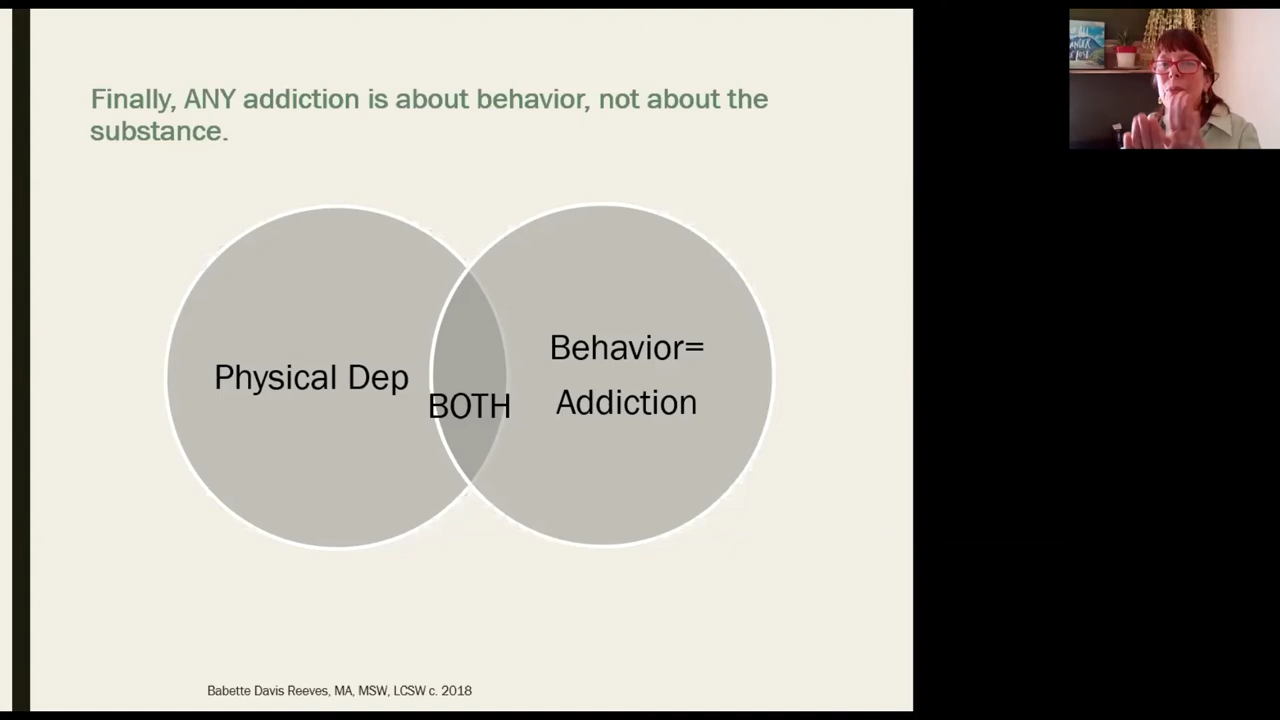 Finally, ANY addiction is about behavior, not about the
substance.
Physical Dep
BOTH
Behavior=
Addiction
Babette Davis Reeves, MA, MSW, LCSW c. 2018